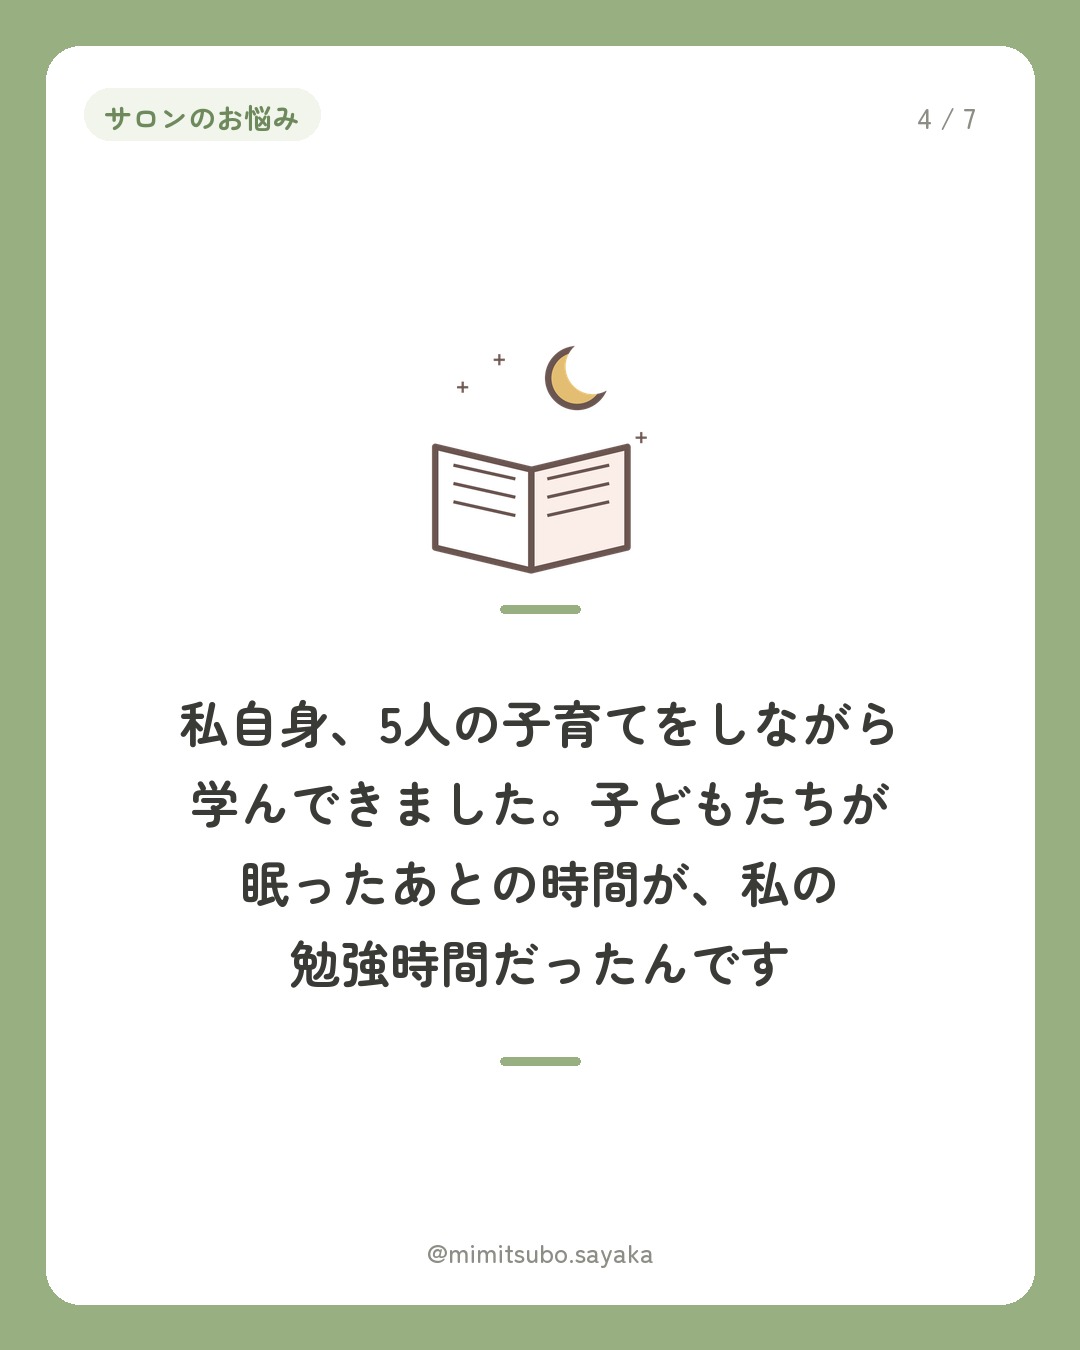 サロンのお悩み
4 / 7
私自身、5人の子育てをしながら
学んできました。子どもたちが
眠ったあとの時間が、私の
勉強時間だったんです
@mimitsubo.sayaka